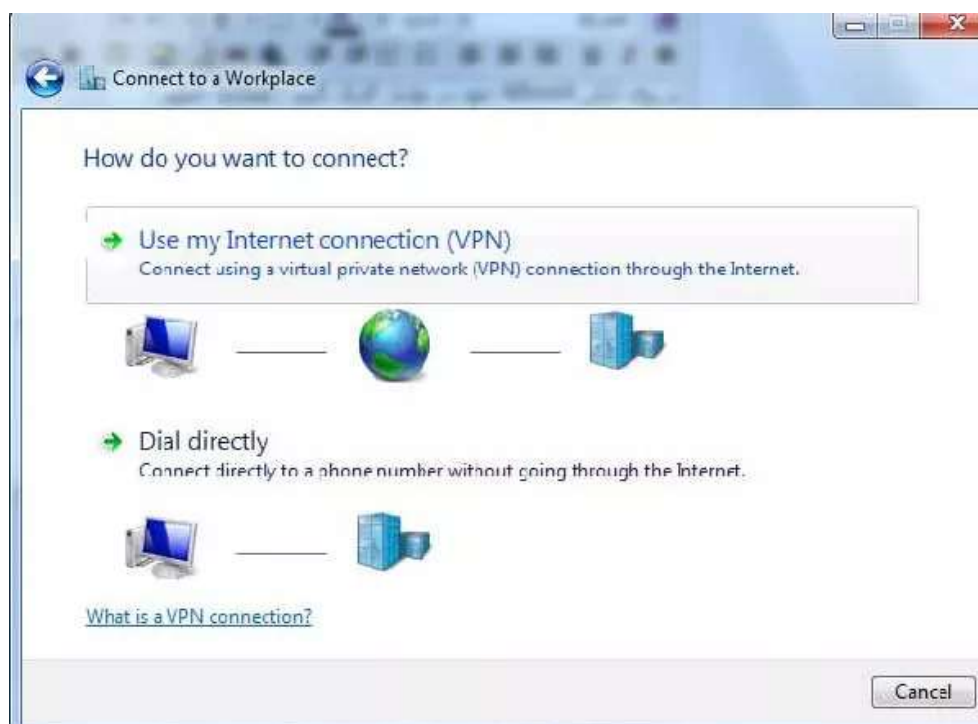 Connect to a Workplace
How do you want to connect?
Use my Internet connection (VPN)
Connect using a virtual private network (VPN) connection through the Internet.
Dial directly
Connect directly to a phone number without going through the Internet.
What is a VPN connection?
Cancel